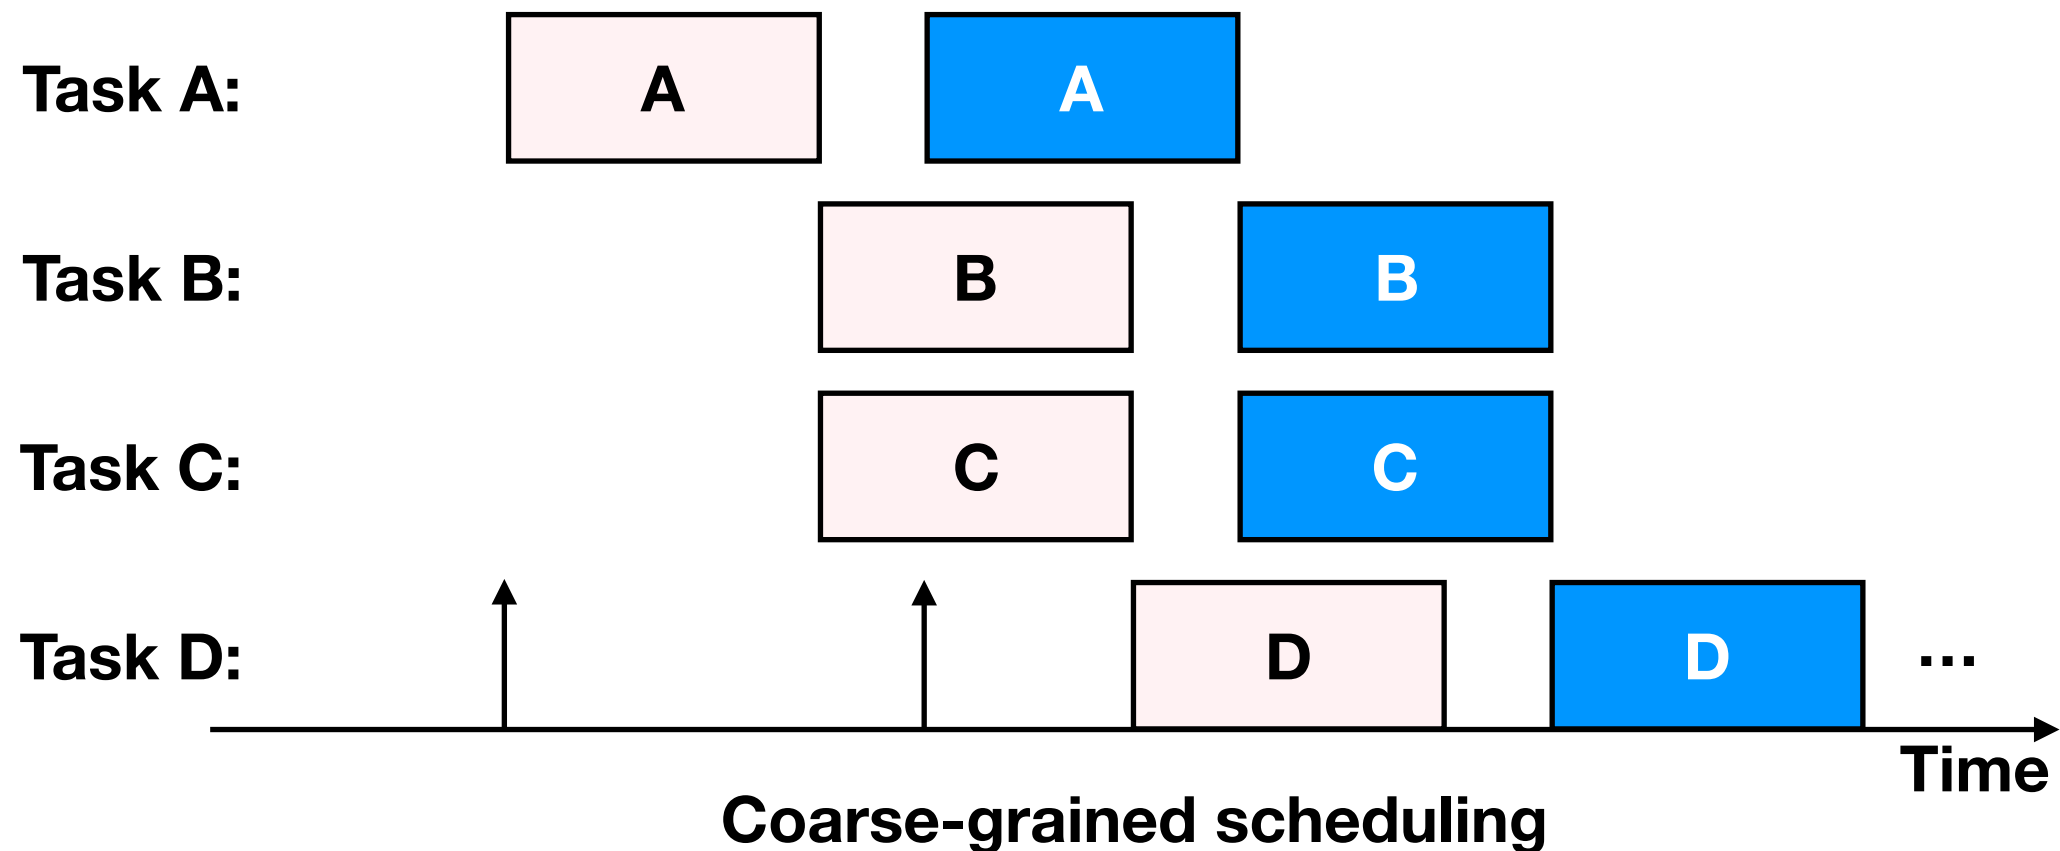 Task A: A A
Task B: B B
Task C: C C
Task D: D D ...
Time
Coarse-grained scheduling